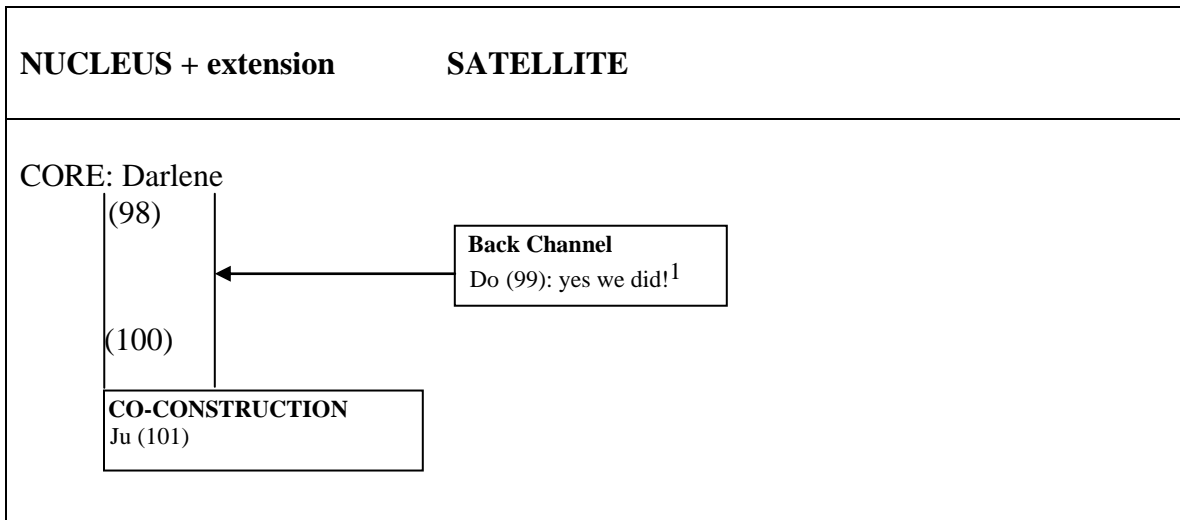 NUCLEUS + extension SATELLITE
CORE: Darlene
(98)
Back Channel
Do (99): yes we did!1
(100)
CO-CONSTRUCTION
Ju (101)